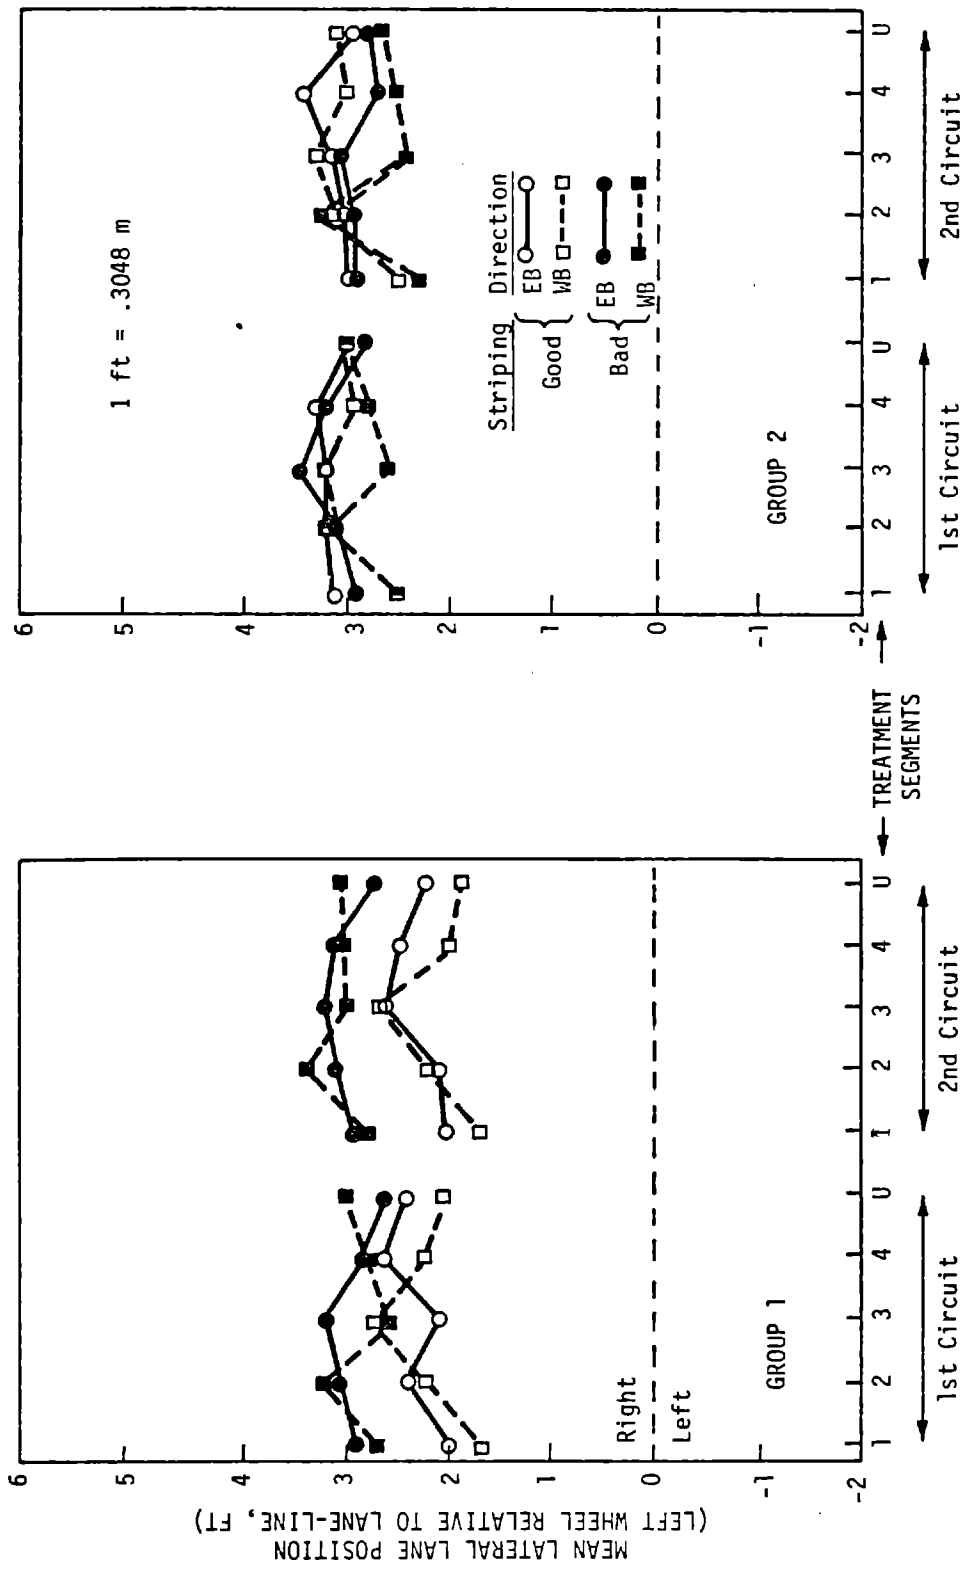 MEAN LATERAL LANE POSITION
(LEFT WHEEL RELATIVE TO LANE-LINE, FT)
6
5
4
3
2
1
0
-1
-2
Right
Left
GROUP 1
1 2 3 4 U 1 2 3 4 U
1st Circuit 2nd Circuit
TREATMENT
SEGMENTS
1 ft = .3048 m
6
5
4
3
2
1
0
-1
-2
Striping Direction
Good EB
WB
Bad EB
WB
GROUP 2
1 2 3 4 U 1 2 3 4 U
1st Circuit 2nd Circuit